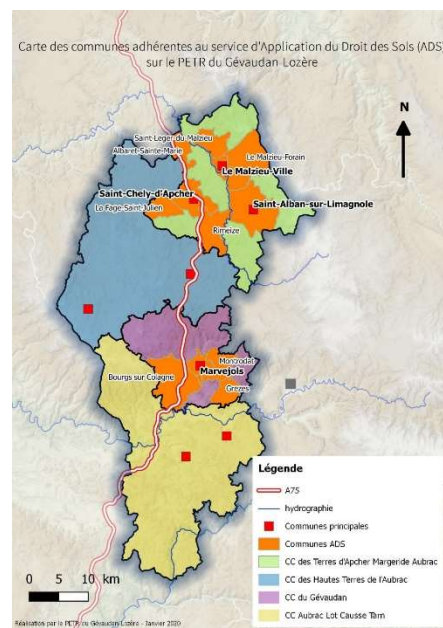 Carte des communes adhérentes au service d'Application du Droit des Sols (ADS)
sur le PETR du Gévaudan-Lozère
N
Saint-Leger-du-Malzieu
Albaret-Sainte-Marie
Le Malzieu-Forain
Le Malzieu-Ville
Saint-Chely-d'Apcher
Saint-Alban-sur-Limagnole
La Fage-Saint-Julien
Rimeize
Montrodat
Marvejols
Bourgs sur Colagne
Grezes
Légende
A75
hydrographie
Communes principales
Communes ADS
CC des Terres d'Apcher Margeride Aubrac
CC des Hautes Terres de l'Aubrac
CC du Gévaudan
CC Aubrac Lot Causse Tarn
0 5 10 km
Réalisation par le PETR du Gévaudan-Lozère - Janvier 2020